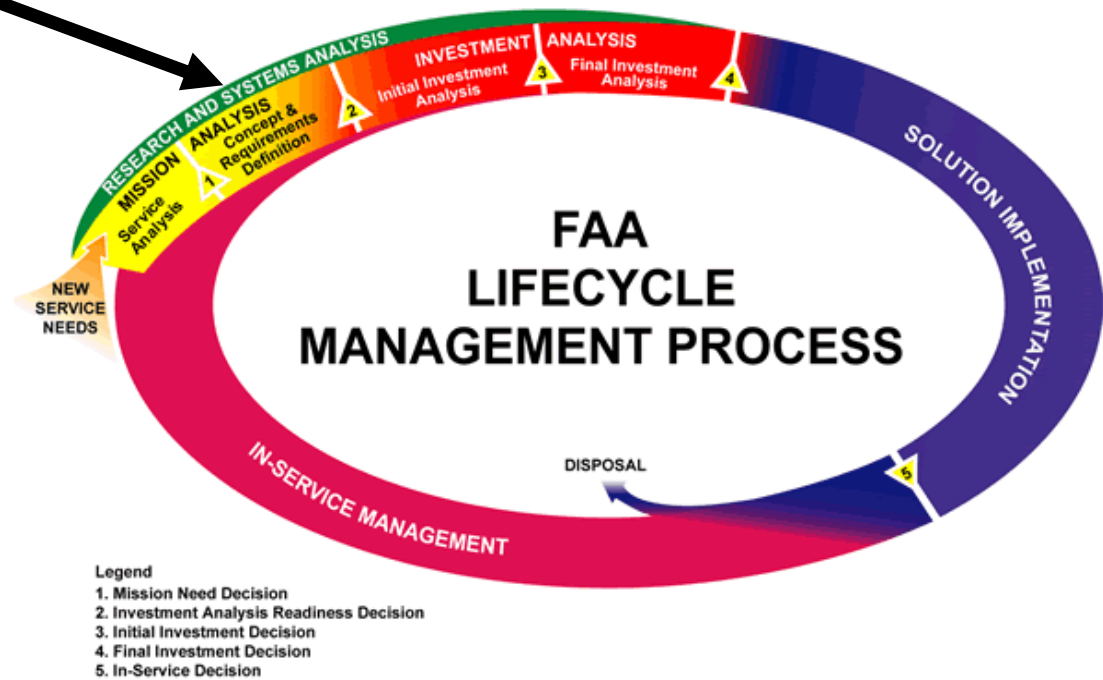 RESEARCH AND SYSTEMS ANALYSIS
MISSION ANALYSIS
Service
Analysis
1
Concept &
Requirements
Definition
2
INVESTMENT ANALYSIS
Initial Investment
Analysis
3
Final Investment
Analysis
4
SOLUTION IMPLEMENTATION
NEW
SERVICE
NEEDS
FAA
LIFECYCLE
MANAGEMENT PROCESS
DISPOSAL
5
IN-SERVICE MANAGEMENT
Legend
1. Mission Need Decision
2. Investment Analysis Readiness Decision
3. Initial Investment Decision
4. Final Investment Decision
5. In-Service Decision